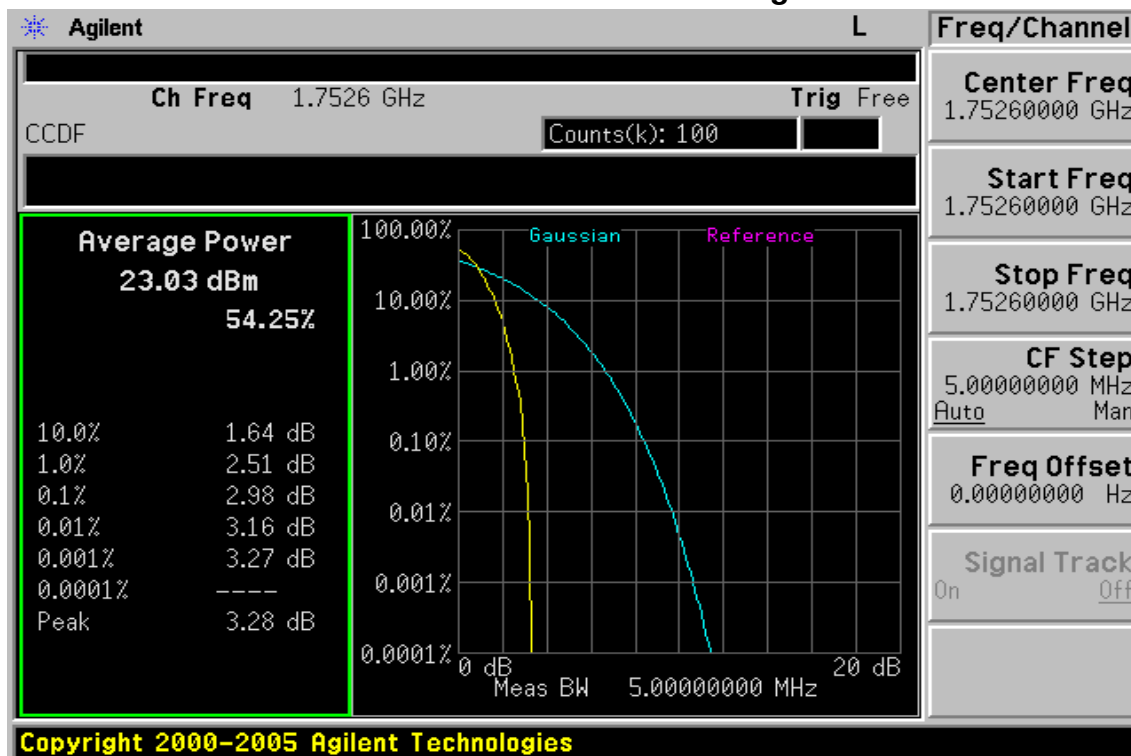 Agilent L
Ch Freq 1.7526 GHz Trig Free
CCDF Counts(k): 100
Average Power
23.03 dBm
54.25%
10.0% 1.64 dB
1.0% 2.51 dB
0.1% 2.98 dB
0.01% 3.16 dB
0.001% 3.27 dB
0.0001% ----
Peak 3.28 dB
100.00%
Gaussian Reference
10.00%
1.00%
0.10%
0.01%
0.001%
0.0001%
0 dB 20 dB
Meas BW 5.00000000 MHz
Freq/Channel
Center Freq
1.75260000 GHz
Start Freq
1.75260000 GHz
Stop Freq
1.75260000 GHz
CF Step
5.00000000 MHz
Auto Man
Freq Offset
0.00000000 Hz
Signal Track
On Off
Copyright 2000-2005 Agilent Technologies